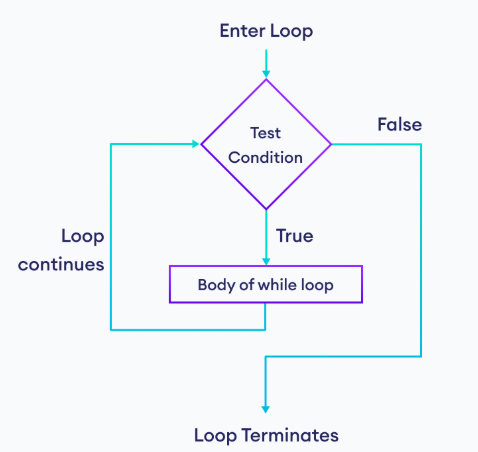 Enter Loop
Test
Condition
False
True
Loop
continues
Body of while loop
Loop Terminates